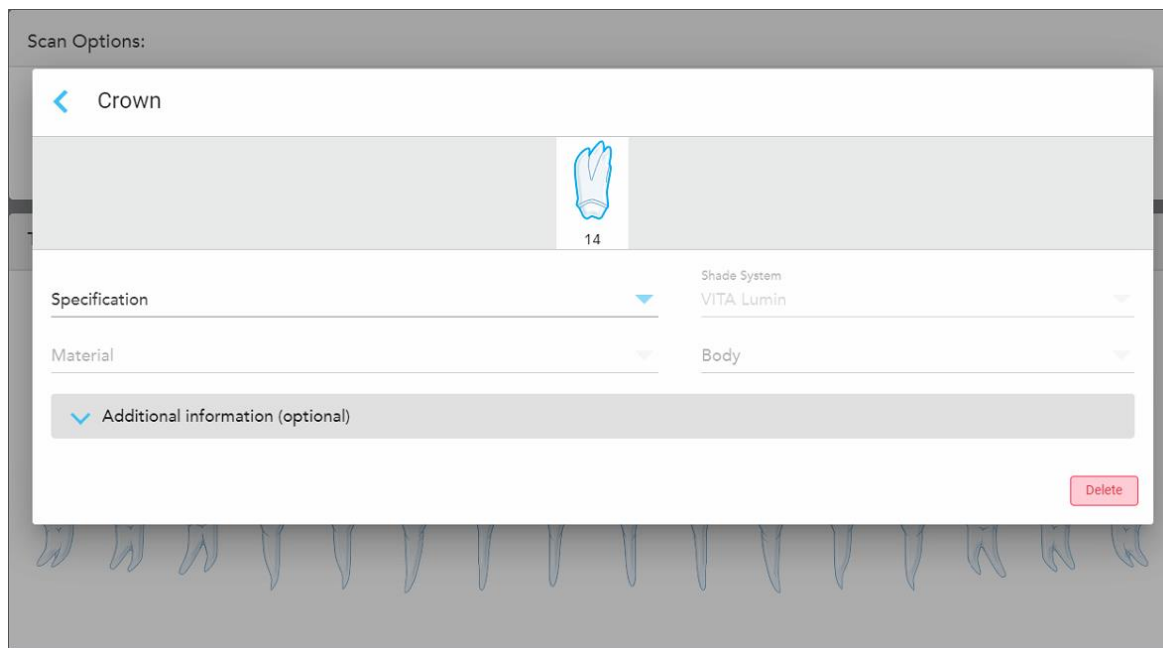 Scan Options:
Crown
14
Specification
Shade System
VITA Lumin
Material
Body
Additional information (optional)
Delete